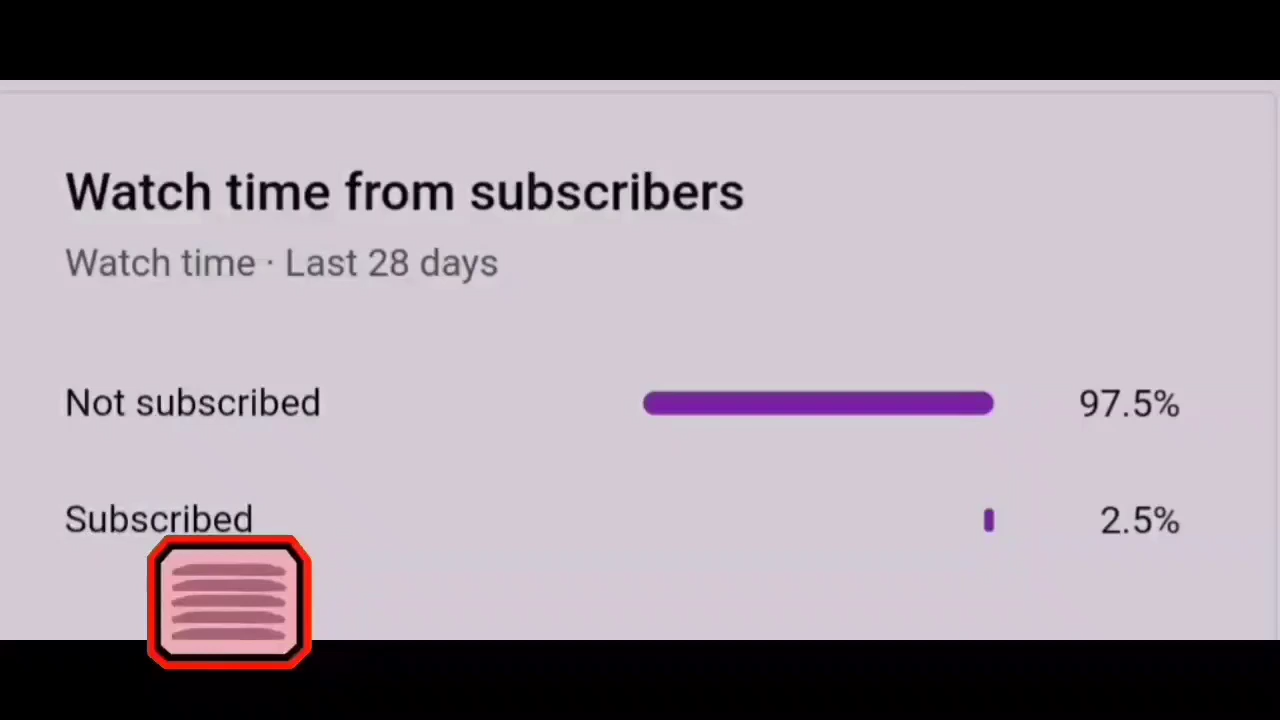 Watch time from subscribers
Watch time · Last 28 days
Not subscribed 97.5%
Subscribed 2.5%